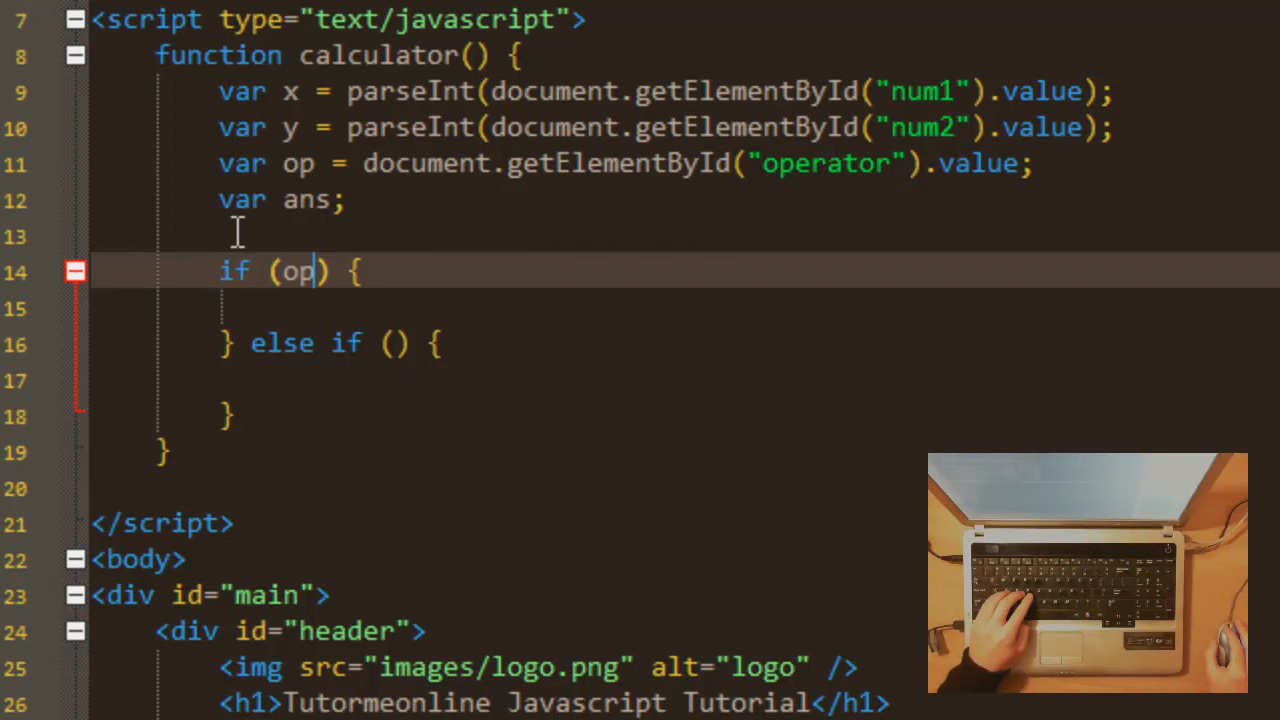 7 <script type="text/javascript">
8 function calculator() {
9 var x = parseInt(document.getElementById("num1").value);
10 var y = parseInt(document.getElementById("num2").value);
11 var op = document.getElementById("operator").value;
12 var ans;
13
14 if (op) {
15
16 } else if () {
17
18 }
19 }
20
21 </script>
22 <body>
23 <div id="main">
24 <div id="header">
25 <img src="images/logo.png" alt="logo" />
26 <h1>Tutormeonline Javascript Tutorial</h1>